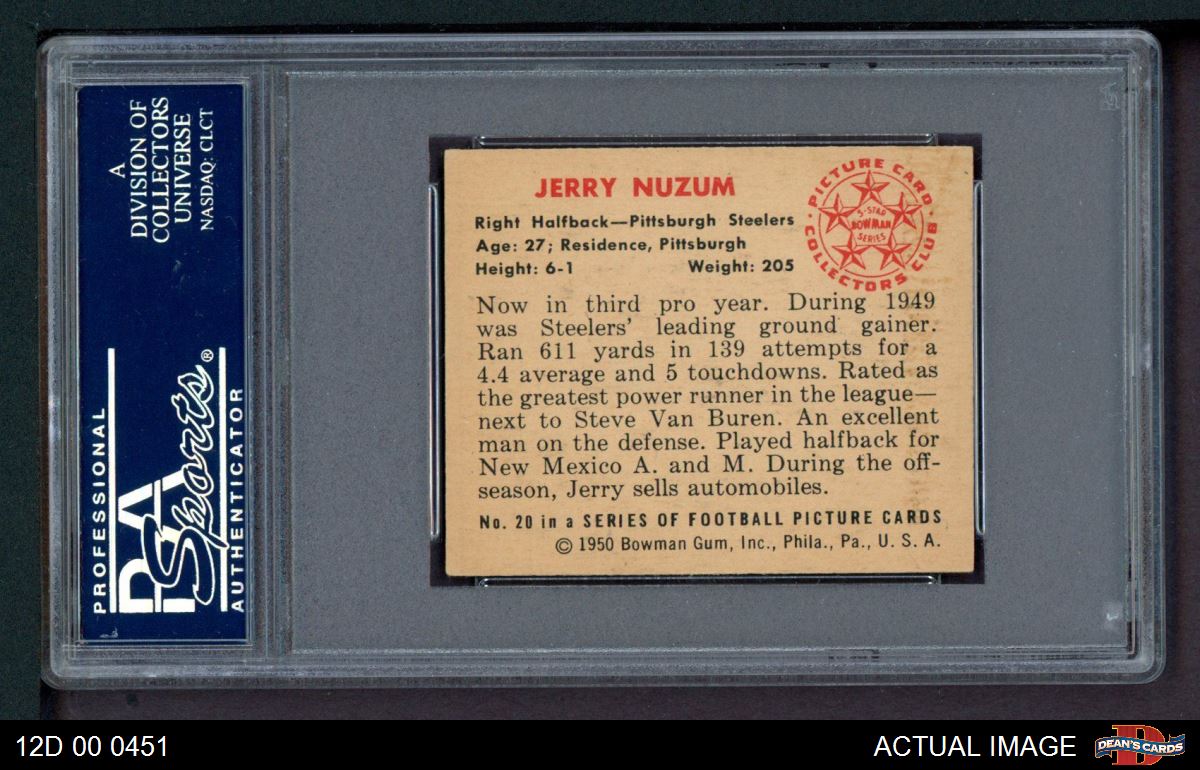 A
DIVISION OF
COLLECTORS
UNIVERSE
NASDAQ: CLCT
PROFESSIONAL
PSA
Sports®
AUTHENTICATOR
JERRY NUZUM
Right Halfback—Pittsburgh Steelers
Age: 27; Residence, Pittsburgh
Height: 6-1 Weight: 205
PICTURE CARD
COLLECTORS CLUB
5-STAR
BOWMAN
SERIES
Now in third pro year. During 1949
was Steelers' leading ground gainer.
Ran 611 yards in 139 attempts for a
4.4 average and 5 touchdowns. Rated as
the greatest power runner in the league—
next to Steve Van Buren. An excellent
man on the defense. Played halfback for
New Mexico A. and M. During the off-
season, Jerry sells automobiles.
No. 20 in a SERIES OF FOOTBALL PICTURE CARDS
© 1950 Bowman Gum, Inc., Phila., Pa., U. S. A.
12D 00 0451
ACTUAL IMAGE
D
DEAN'S CARDS